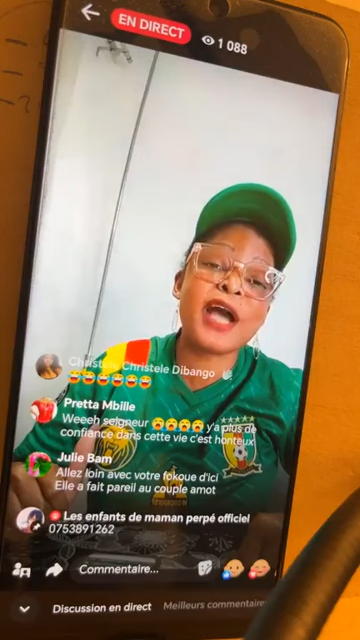 EN DIRECT
1 088
Christele Christele Dibango
Pretta Mbille
Weeeh seigneur 😭😭😭😭 y'a plus de
confiance dans cette vie c'est honteux
Julie Bam
Allez loin avec votre fokoue d'ici
Elle a fait pareil au couple amot
Les enfants de maman perpé officiel
0753891262
Commentaire...
Discussion en direct
Meilleurs commentaire